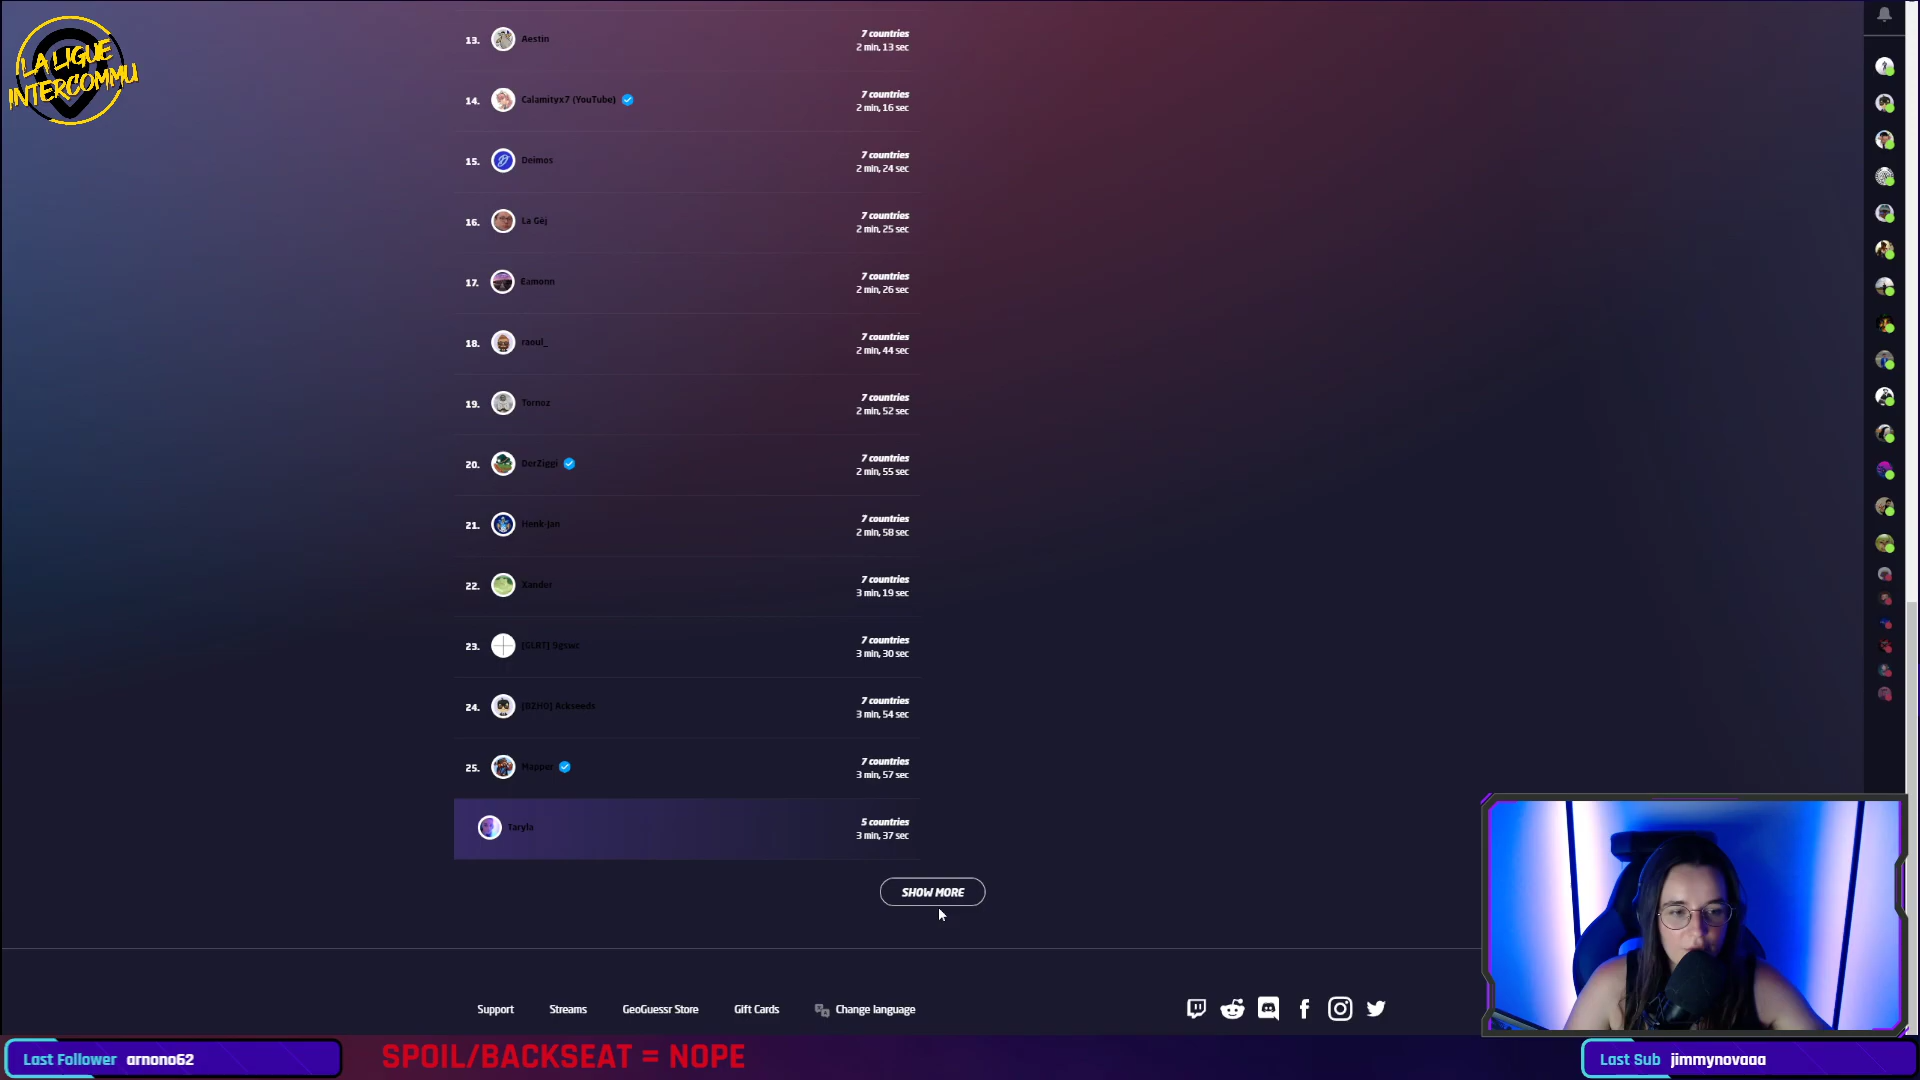 LA LIGUE
INTERCOMMU
13. Aestin 7 countries
2 min, 13 sec
14. Calamityx7 (YouTube) 7 countries
2 min, 16 sec
15. Deimos 7 countries
2 min, 24 sec
16. La Gèj 7 countries
2 min, 25 sec
17. Eamonn 7 countries
2 min, 26 sec
18. raoul_ 7 countries
2 min, 44 sec
19. Tornoz 7 countries
2 min, 52 sec
20. DerZiggi 7 countries
2 min, 55 sec
21. Henk-Jan 7 countries
2 min, 58 sec
22. Xander 7 countries
3 min, 19 sec
23. 7 countries
3 min, 30 sec
24. [BZHO] Ackseeds 7 countries
3 min, 54 sec
25. Mapper 7 countries
3 min, 57 sec
Taryla 5 countries
3 min, 37 sec
SHOW MORE
Support Streams GeoGuessr Store Gift Cards Change language
Last Follower arnono62 SPOIL/BACKSEAT = NOPE Last Sub jimmynovaaa